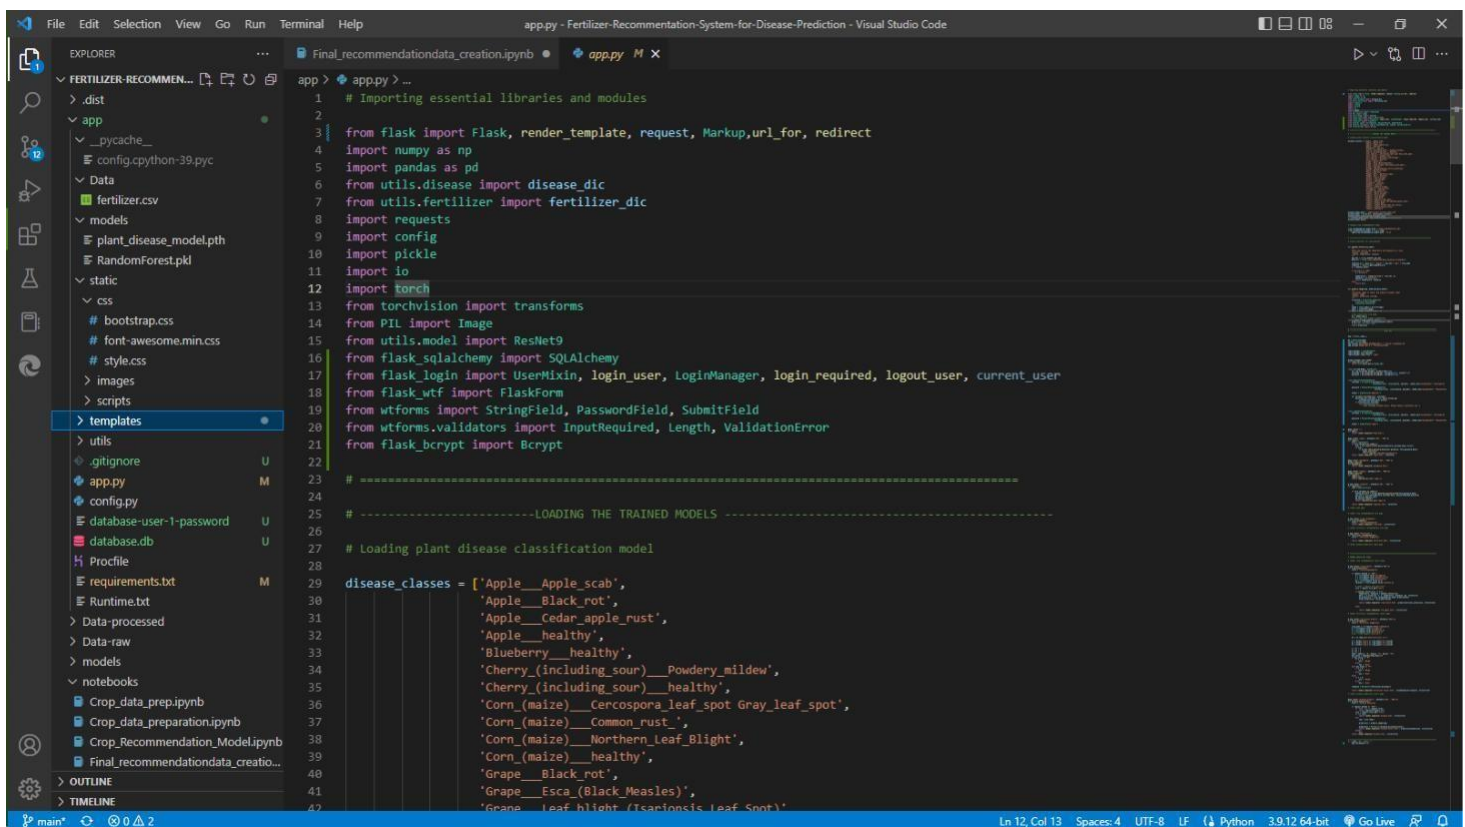 File Edit Selection View Go Run Terminal Help
app.py - Fertilizer-Recommentation-System-for-Disease-Prediction - Visual Studio Code
EXPLORER
FERTILIZER-RECOMMEN...
.dist
app
__pycache__
config.cpython-39.pyc
Data
fertilizer.csv
models
plant_disease_model.pth
RandomForest.pkl
static
css
# bootstrap.css
# font-awesome.min.css
# style.css
images
scripts
templates
utils
.gitignore U
app.py M
config.py
database-user-1-password U
database.db U
Procfile
requirements.txt M
Runtime.txt
Data-processed
Data-raw
models
notebooks
Crop_data_prep.ipynb
Crop_data_preparation.ipynb
Crop_Recommendation_Model.ipynb
Final_recommendationdata_creatio...
OUTLINE
TIMELINE
1
12
Final_recommendationdata_creation.ipynb
app.py M
app > app.py > ...
1 # Importing essential libraries and modules
2
3 from flask import Flask, render_template, request, Markup,url_for, redirect
4 import numpy as np
5 import pandas as pd
6 from utils.disease import disease_dic
7 from utils.fertilizer import fertilizer_dic
8 import requests
9 import config
10 import pickle
11 import io
12 import torch
13 from torchvision import transforms
14 from PIL import Image
15 from utils.model import ResNet9
16 from flask_sqlalchemy import SQLAlchemy
17 from flask_login import UserMixin, login_user, LoginManager, login_required, logout_user, current_user
18 from flask_wtf import FlaskForm
19 from wtforms import StringField, PasswordField, SubmitField
20 from wtforms.validators import InputRequired, Length, ValidationError
21 from flask_bcrypt import Bcrypt
22
23 # ==============================================================================================
24
25 # -------------------------LOADING THE TRAINED MODELS -----------------------------------------------
26
27 # Loading plant disease classification model
28
29 disease_classes = ['Apple___Apple_scab',
30 'Apple___Black_rot',
31 'Apple___Cedar_apple_rust',
32 'Apple___healthy',
33 'Blueberry___healthy',
34 'Cherry_(including_sour)___Powdery_mildew',
35 'Cherry_(including_sour)___healthy',
36 'Corn_(maize)___Cercospora_leaf_spot Gray_leaf_spot',
37 'Corn_(maize)___Common_rust_',
38 'Corn_(maize)___Northern_Leaf_Blight',
39 'Corn_(maize)___healthy',
40 'Grape___Black_rot',
41 'Grape___Esca_(Black_Measles)',
42 'Grape___Leaf_blight_(Isariopsis_Leaf_Spot)'
main* 0 2
Ln 12, Col 13 Spaces: 4 UTF-8 LF Python 3.9.12 64-bit Go Live